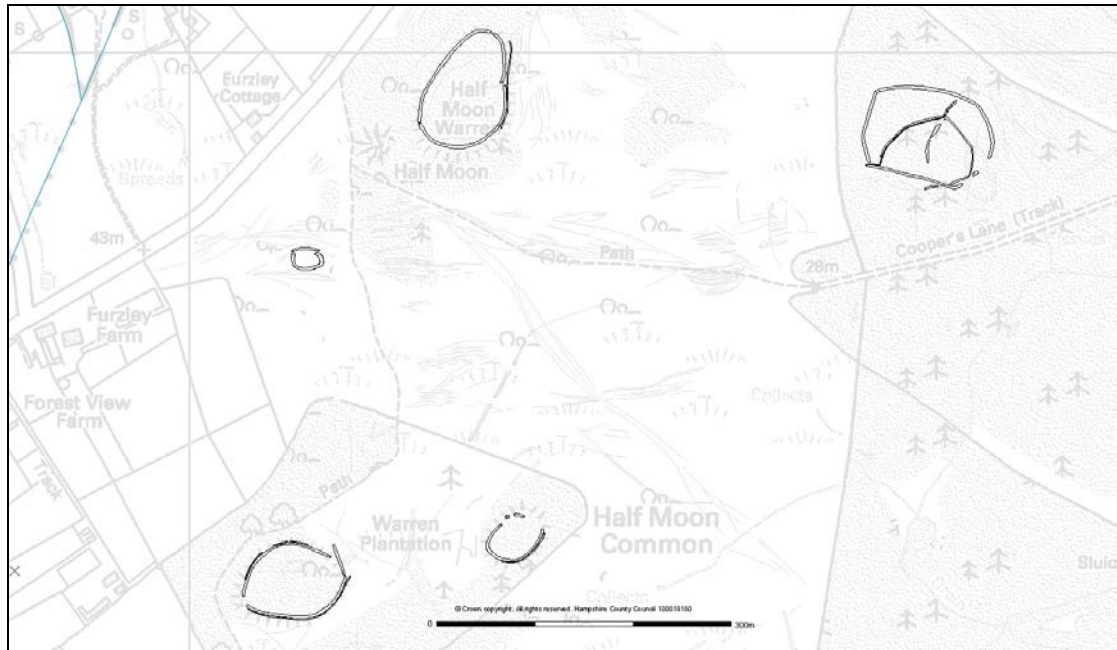 S
S
Furzley
Cottage
Half
Moon
Warren
Half Moon
Spreads
43m
Path
Cooper's Lane (Track)
28m
Furzley
Farm
Forest View
Farm
Collects
Track
Path
Warren
Plantation
Half Moon
Common
Collects
© Crown copyright. All rights reserved. Hampshire County Council 100019180
0
300m